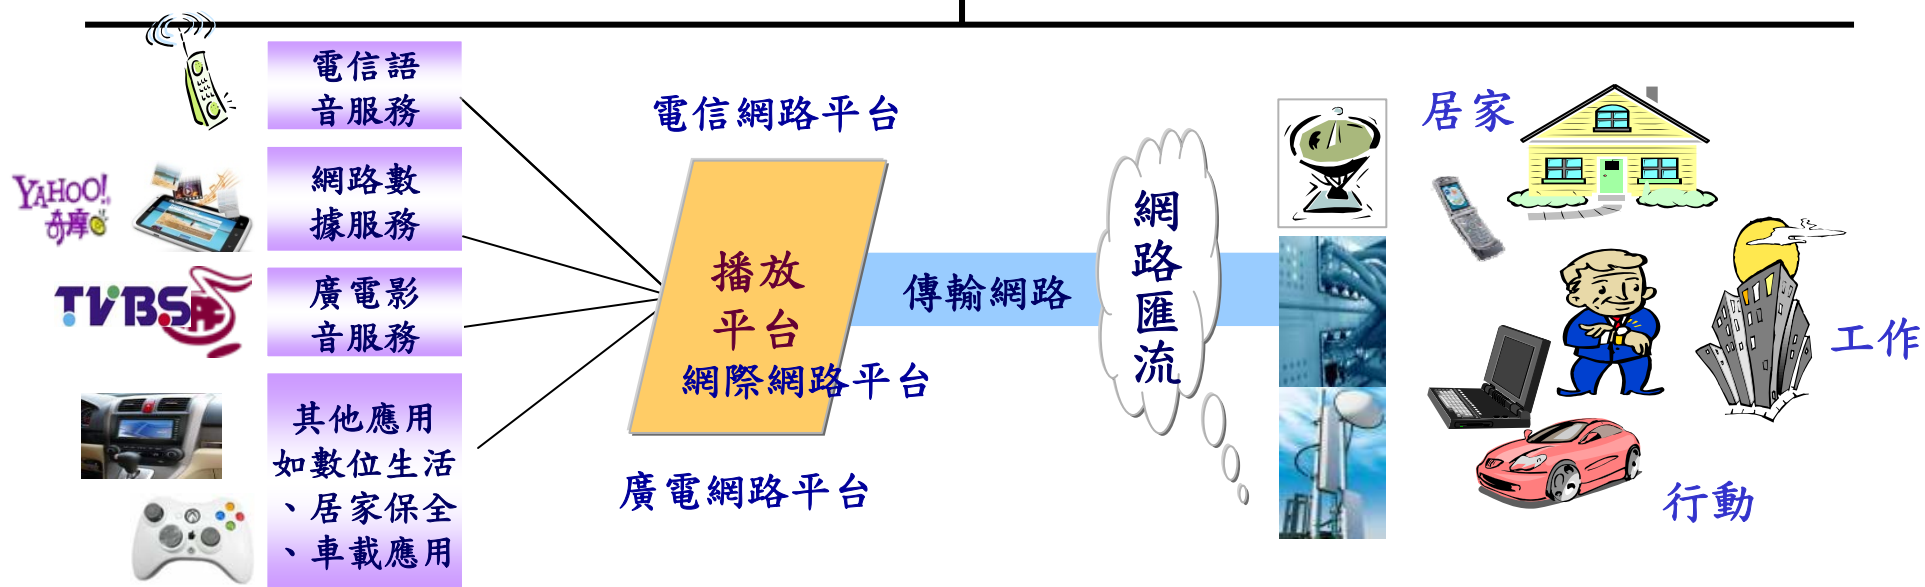 電信語
音服務
YAHOO!
奇摩
網路數
據服務
TVBS
廣電影
音服務
其他應用
如數位生活
、居家保全
、車載應用
電信網路平台
播放
平台
網際網路平台
廣電網路平台
傳輸網路
網
路
匯
流
居家
工作
行動